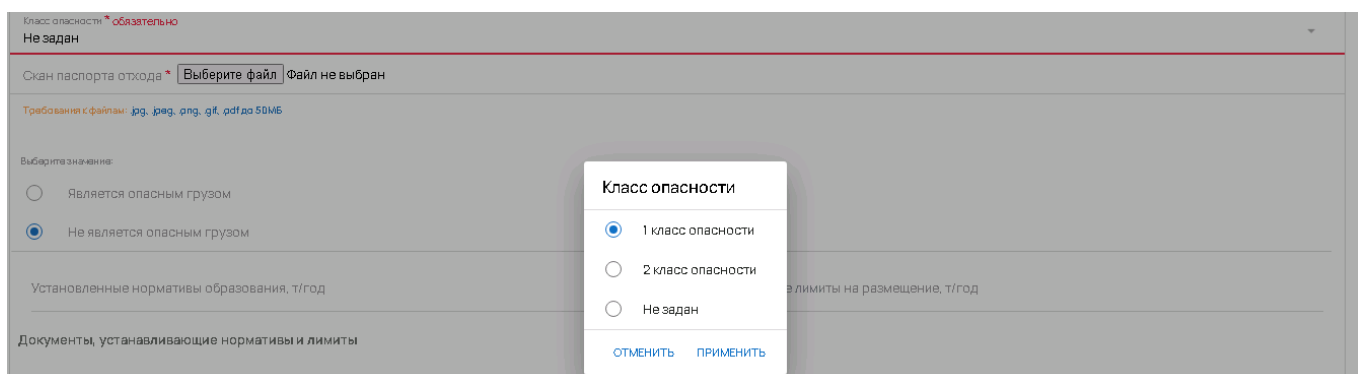 Класс опасности * обязательно
Не задан
Скан паспорта отхода * Выберите файл Файл не выбран
Требования к файлам: .jpg, .jpeg, .png, .gif, .pdf до 50МБ
Выберите значение:
Является опасным грузом
Не является опасным грузом
Класс опасности
1 класс опасности
2 класс опасности
Не задан
ОТМЕНИТЬ ПРИМЕНИТЬ
Установленные нормативы образования, т/год
лимиты на размещение, т/год
Документы, устанавливающие нормативы и лимиты